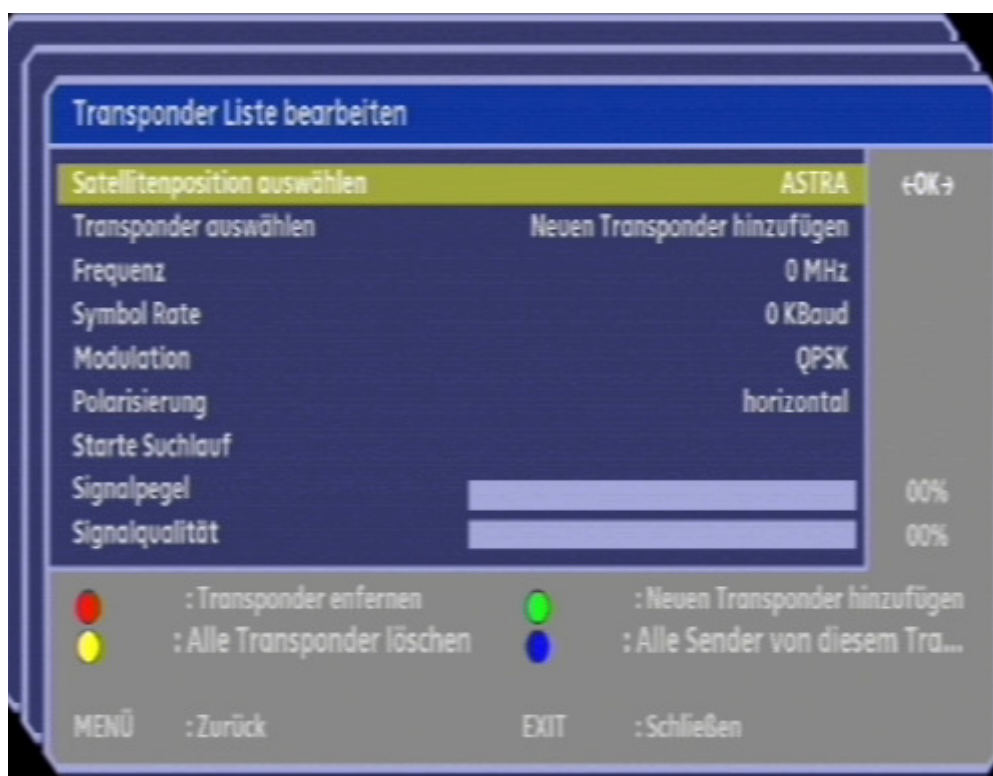 Transponder Liste bearbeiten
Satellitenposition auswählen ASTRA ←OK→
Transponder auswählen Neuen Transponder hinzufügen
Frequenz 0 MHz
Symbol Rate 0 KBaud
Modulation QPSK
Polarisierung horizontal
Starte Suchlauf
Signalpegel 00%
Signalqualität 00%
: Transponder enfernen : Neuen Transponder hinzufügen
: Alle Transponder löschen : Alle Sender von diesem Tra...
MENÜ : Zurück EXIT : Schließen